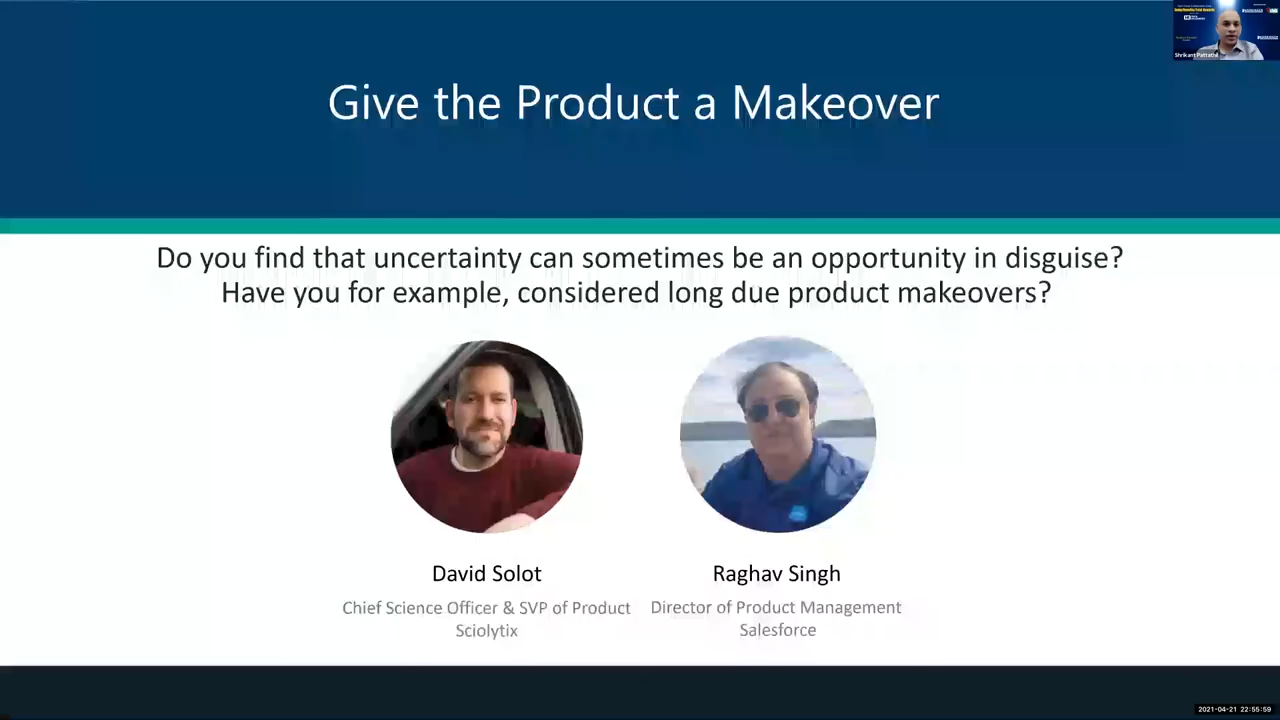 Give the Product a Makeover
Shrikant Pattathil
Do you find that uncertainty can sometimes be an opportunity in disguise?
Have you for example, considered long due product makeovers?
David Solot
Raghav Singh
Chief Science Officer & SVP of Product
Sciolytix
Director of Product Management
Salesforce
2021-04-21 22:55:59